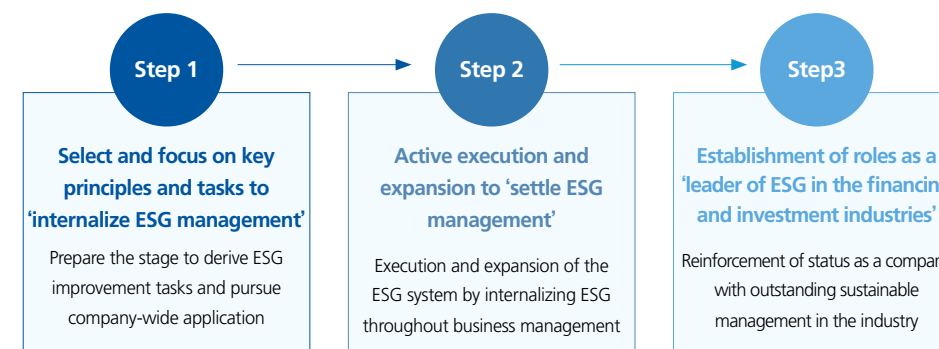 Step 1
Select and focus on key
principles and tasks to
‘internalize ESG management’
Prepare the stage to derive ESG
improvement tasks and pursue
company-wide application
Step 2
Active execution and
expansion to ‘settle ESG
management’
Execution and expansion of the
ESG system by internalizing ESG
throughout business management
Step3
Establishment of roles as a
‘leader of ESG in the financin
and investment industries’
Reinforcement of status as a compan
with outstanding sustainable
management in the industry